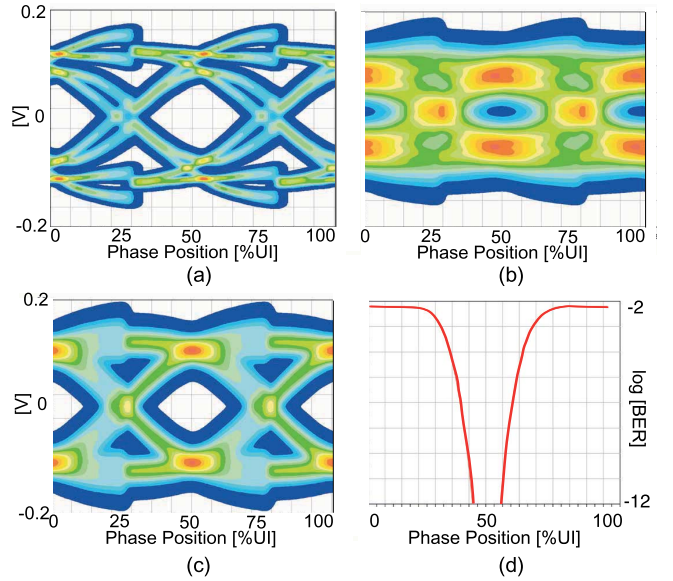 0.2
[V]
0
-0.2
0 25 50 75 100
Phase Position [%UI]
(a)
0 25 50 75 100
Phase Position [%UI]
(b)
0.2
[V]
0
-0.2
0 25 50 75 100
Phase Position [%UI]
(c)
-2
log [BER]
-12
0 50 100
Phase Position [%UI]
(d)